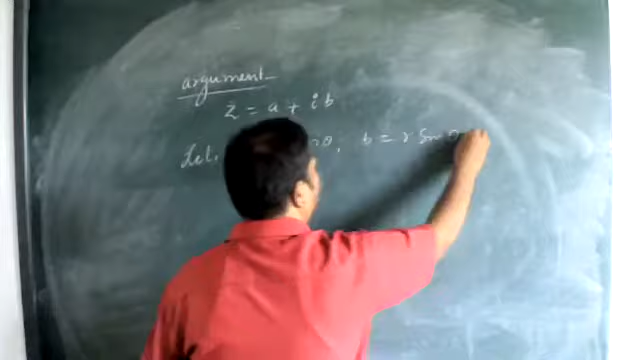 argument
z = a + ib
Let, θ, b = r Sin θ